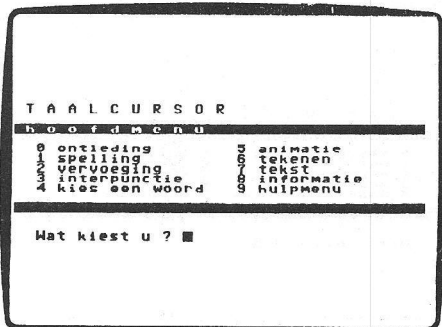 TAALCURSOR
hoofdmenu
0 ontleding 5 animatie
1 spelling 6 tekenen
2 vervoeging 7 tekst
3 interpunctie 8 informatie
4 kies een woord 9 hulpmenu
Wat kiest u ?